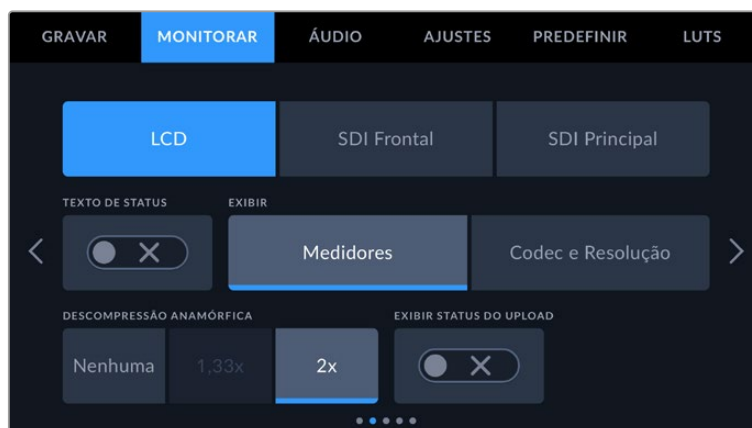 GRAVAR MONITORAR ÁUDIO AJUSTES PREDEFINIR LUTS
LCD SDI Frontal SDI Principal
TEXTO DE STATUS EXIBIR
Medidores Codec e Resolução
DESCOMPRESSÃO ANAMÓRFICA EXIBIR STATUS DO UPLOAD
Nenhuma 1,33x 2x